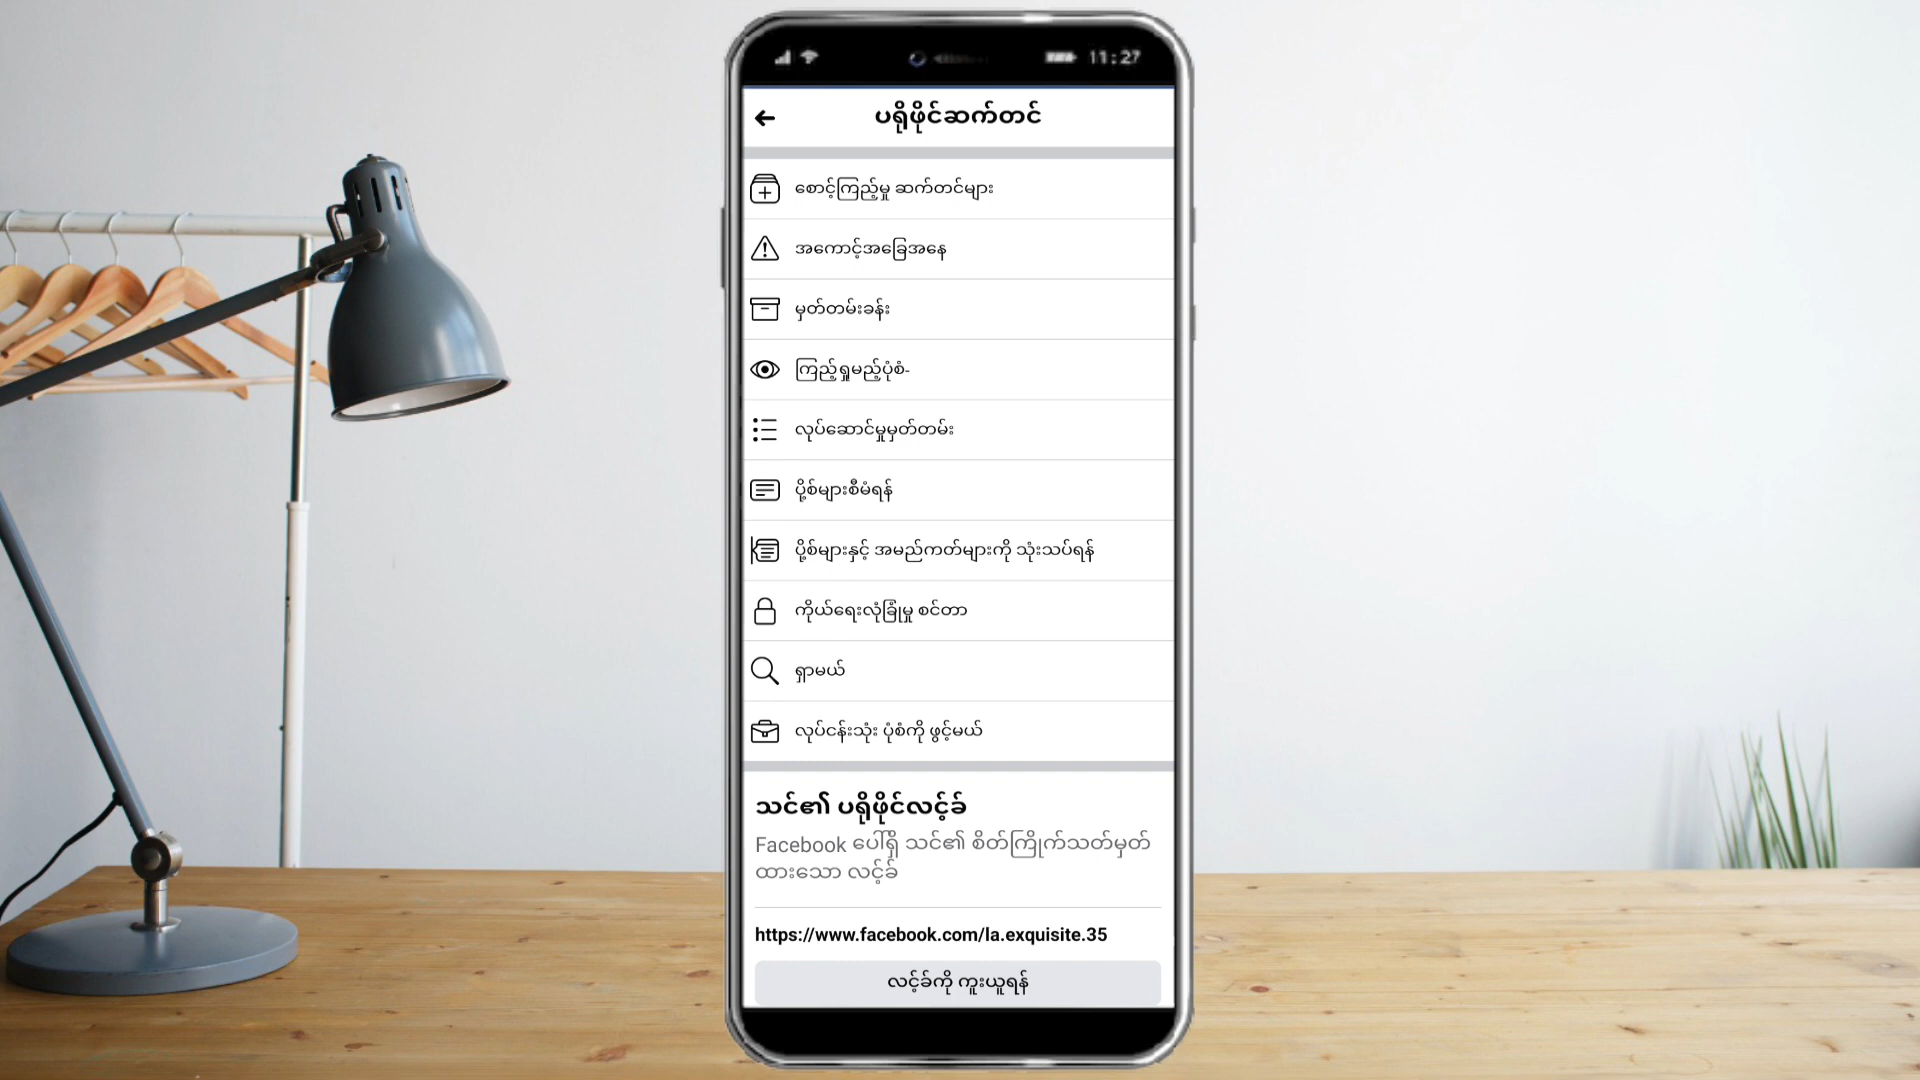 11:27
ပရိုဖိုင်ဆက်တင်
စောင့်ကြည့်မှု ဆက်တင်များ
အကောင့်အခြေအနေ
မှတ်တမ်းခန်း
ကြည့်ရှုမည့်ပုံစံ-
လုပ်ဆောင်မှုမှတ်တမ်း
ပို့စ်များစီမံရန်
ပို့စ်များနှင့် အမည်ကတ်များကို သုံးသပ်ရန်
ကိုယ်ရေးလုံခြုံမှု စင်တာ
ရှာမယ်
လုပ်ငန်းသုံး ပုံစံကို ဖွင့်မယ်
သင်၏ ပရိုဖိုင်လင့်ခ်
Facebook ပေါ်ရှိ သင်၏ စိတ်ကြိုက်သတ်မှတ်
ထားသော လင့်ခ်
https://www.facebook.com/la.exquisite.35
လင့်ခ်ကို ကူးယူရန်